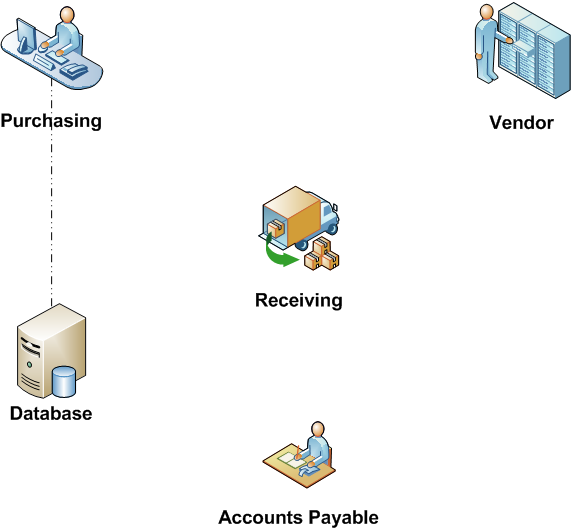 Purchasing
Vendor
Receiving
Database
Accounts Payable